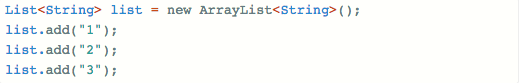 List<String> list = new ArrayList<String>();
list.add("1");
list.add("2");
list.add("3");